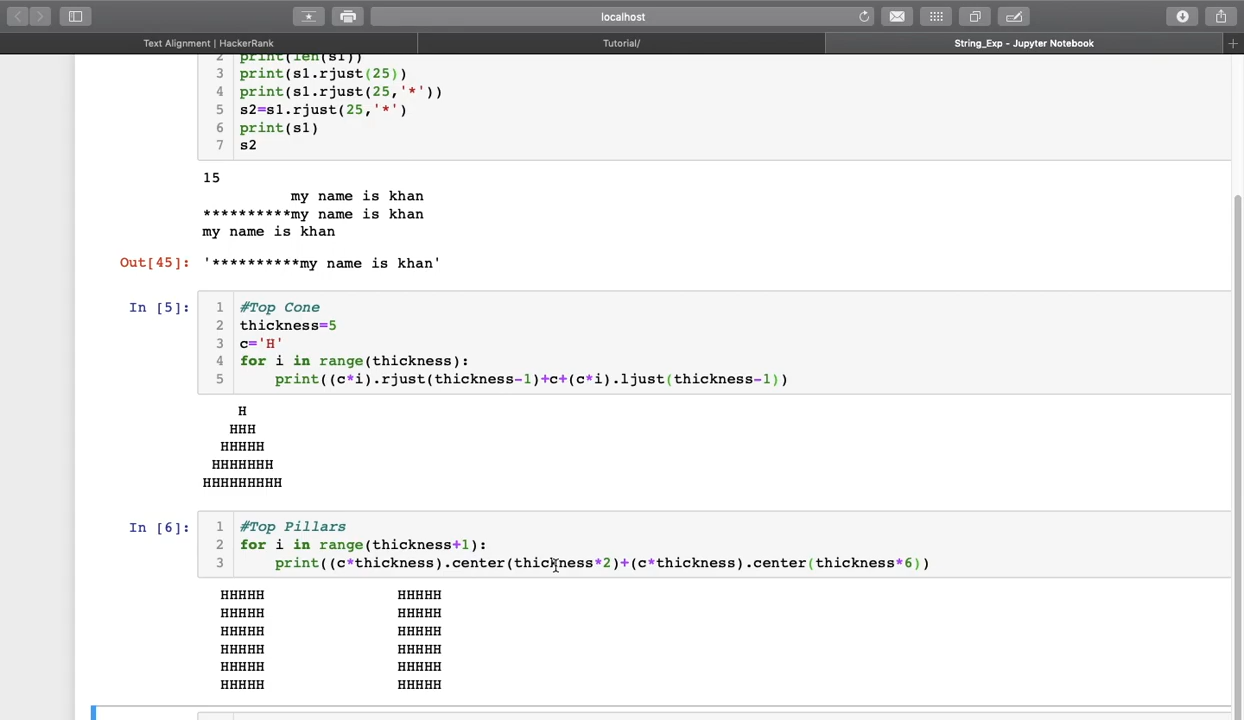 localhost
Text Alignment | HackerRank
Tutorial/
String_Exp - Jupyter Notebook
+
2 print(len(s1))
3 print(s1.rjust(25))
4 print(s1.rjust(25,'*'))
5 s2=s1.rjust(25,'*')
6 print(s1)
7 s2
15
          my name is khan
**********my name is khan
my name is khan
Out[45]: '**********my name is khan'
In [5]: 1 #Top Cone
2 thickness=5
3 c='H'
4 for i in range(thickness):
5     print((c*i).rjust(thickness-1)+c+(c*i).ljust(thickness-1))
    H
   HHH
  HHHHH
 HHHHHHH
HHHHHHHHH
In [6]: 1 #Top Pillars
2 for i in range(thickness+1):
3     print((c*thickness).center(thickness*2)+(c*thickness).center(thickness*6))
  HHHHH               HHHHH
  HHHHH               HHHHH
  HHHHH               HHHHH
  HHHHH               HHHHH
  HHHHH               HHHHH
  HHHHH               HHHHH